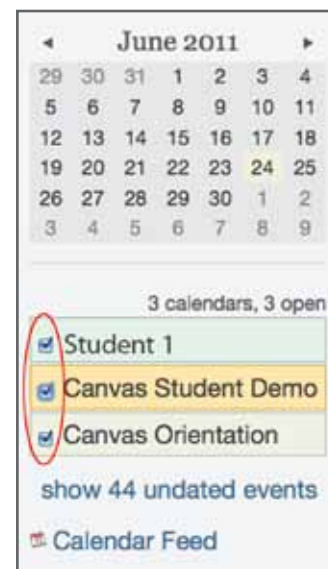 June 2011
29 30 31 1 2 3 4
5 6 7 8 9 10 11
12 13 14 15 16 17 18
19 20 21 22 23 24 25
26 27 28 29 30 1 2
3 4 5 6 7 8 9
3 calendars, 3 open
Student 1
Canvas Student Demo
Canvas Orientation
show 44 undated events
Calendar Feed